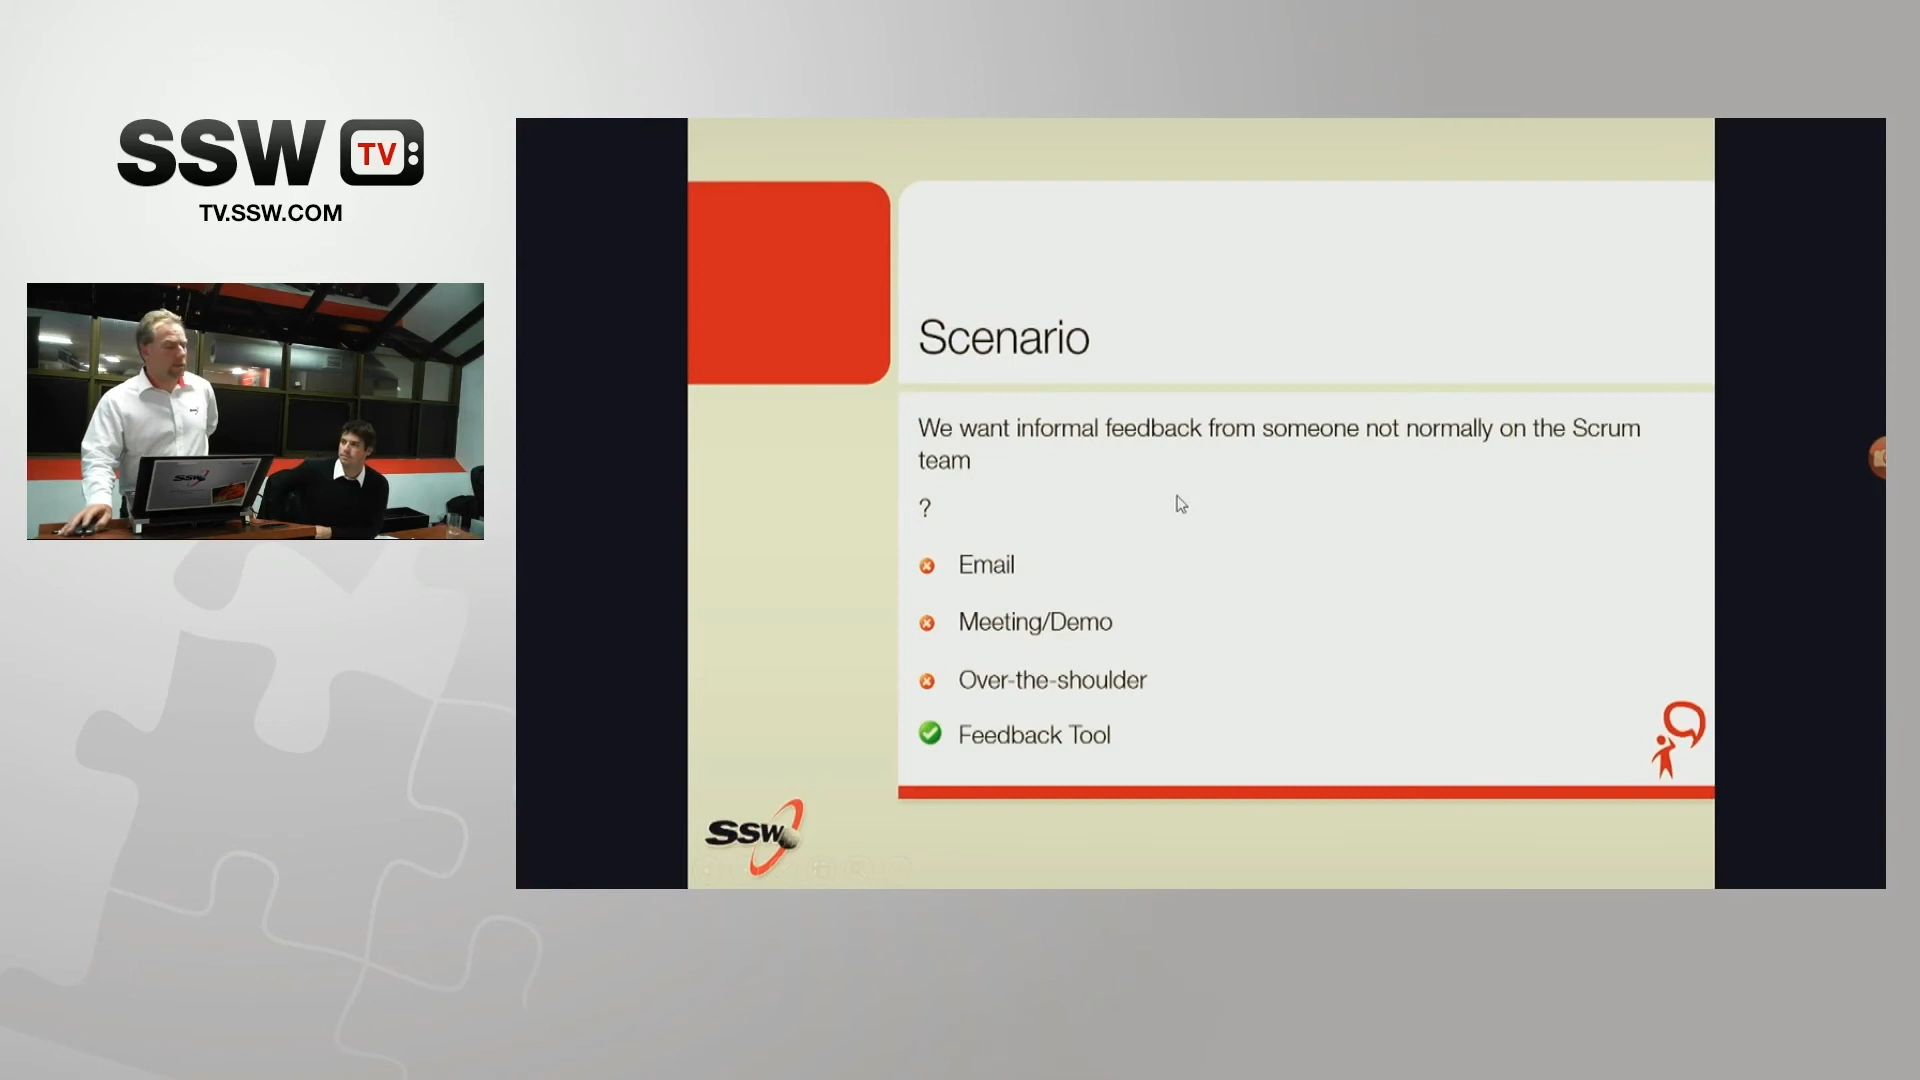 SSW TV
TV.SSW.COM
SSW
Scenario
We want informal feedback from someone not normally on the Scrum
team
?
Email
Meeting/Demo
Over-the-shoulder
Feedback Tool
SSW